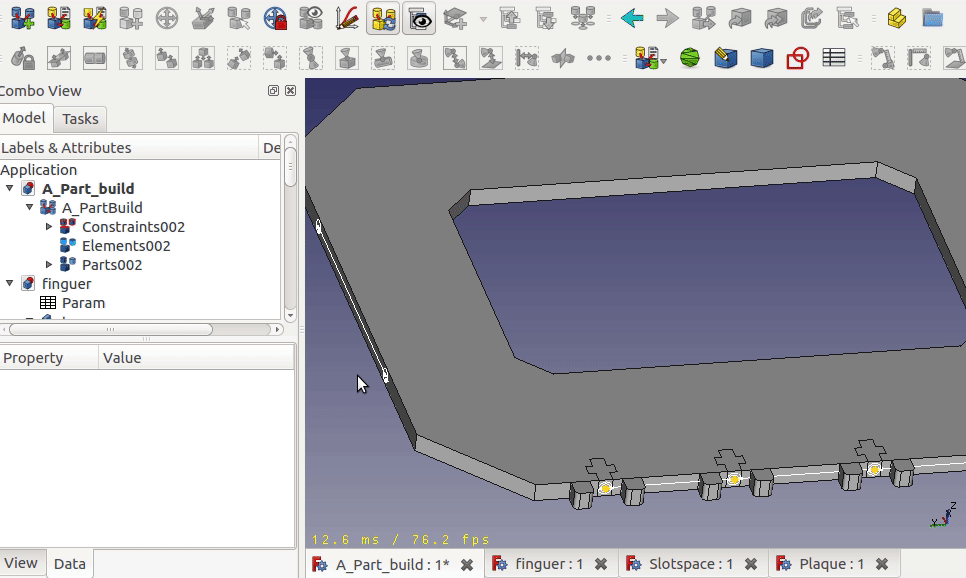 Combo View
Model
Tasks
Labels & Attributes
De
Application
A_Part_build
A_PartBuild
Constraints002
Elements002
Parts002
finguer
Param
Property
Value
12.6 ms / 76.2 fps
Z
Y
View
Data
A_Part_build : 1*
finguer : 1
Slotspace : 1
Plaque : 1